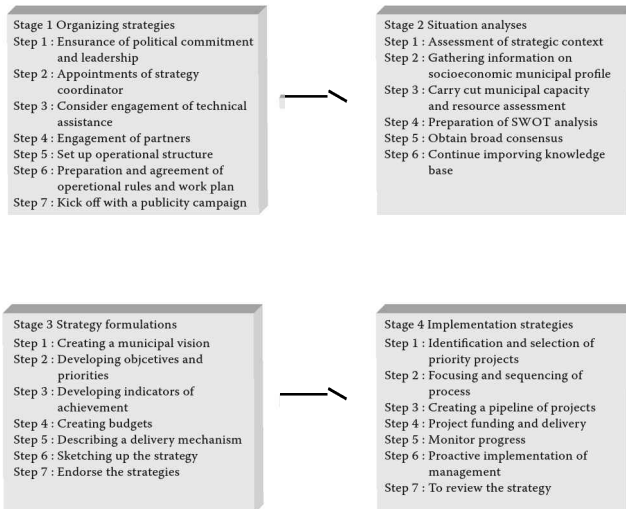 Stage 1 Organizing strategies
Step 1 : Ensurance of political commitment
and leadership
Step 2 : Appointments of strategy
coordinator
Step 3 : Consider engagement of technical
assistance
Step 4 : Engagement of partners
Step 5 : Set up operational structure
Step 6 : Preparation and agreement of
operetional rules and work plan
Step 7 : Kick off with a publicity campaign
Stage 2 Situation analyses
Step 1 : Assessment of strategic context
Step 2 : Gathering information on
socioeconomic municipal profile
Step 3 : Carry cut municipal capacity
and resource assessment
Step 4 : Preparation of SWOT analysis
Step 5 : Obtain broad consensus
Step 6 : Continue imporving knowledge
base
Stage 3 Strategy formulations
Step 1 : Creating a municipal vision
Step 2 : Developing objcetives and
priorities
Step 3 : Developing indicators of
achievement
Step 4 : Creating budgets
Step 5 : Describing a delivery mechanism
Step 6 : Sketching up the strategy
Step 7 : Endorse the strategies
Stage 4 Implementation strategies
Step 1 : Identification and selection of
priority projects
Step 2 : Focusing and sequencing of
process
Step 3 : Creating a pipeline of projects
Step 4 : Project funding and delivery
Step 5 : Monitor progress
Step 6 : Proactive implementation of
management
Step 7 : To review the strategy